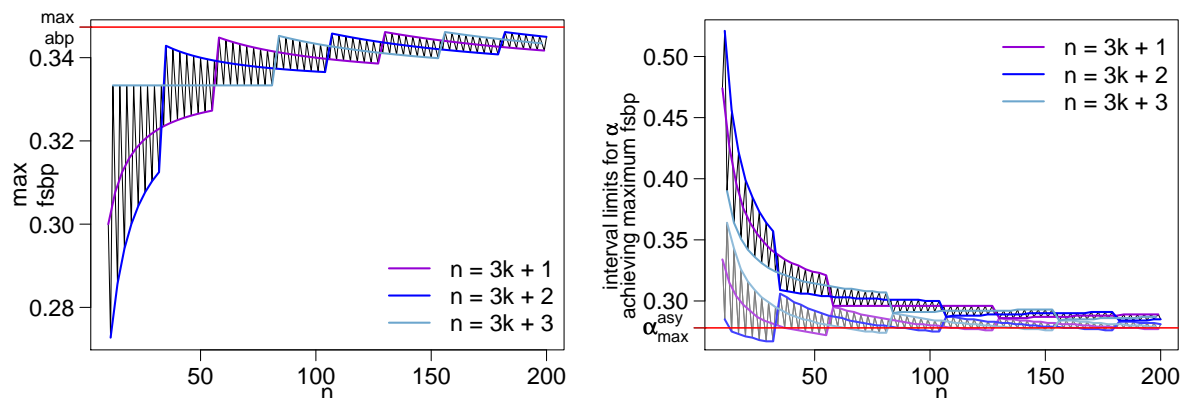 max
abp
0.34
0.32
0.30
0.28
max
fsbp
50
100
150
200
n
n = 3k + 1
n = 3k + 2
n = 3k + 3
0.50
0.45
0.40
0.35
0.30
α asy max
interval limits for α
achieving maximum fsbp
50
100
150
200
n
n = 3k + 1
n = 3k + 2
n = 3k + 3